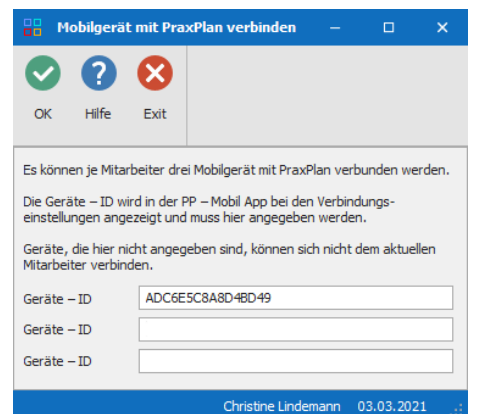 Mobilgerät mit PraxPlan verbinden
OK Hilfe Exit
Es können je Mitarbeiter drei Mobilgerät mit PraxPlan verbunden werden.
Die Geräte – ID wird in der PP – Mobil App bei den Verbindungs-
einstellungen angezeigt und muss hier angegeben werden.
Geräte, die hier nicht angegeben sind, können sich nicht dem aktuellen
Mitarbeiter verbinden.
Geräte – ID ADC6E5C8A8D4BD49
Geräte – ID
Geräte – ID
Christine Lindemann 03.03.2021